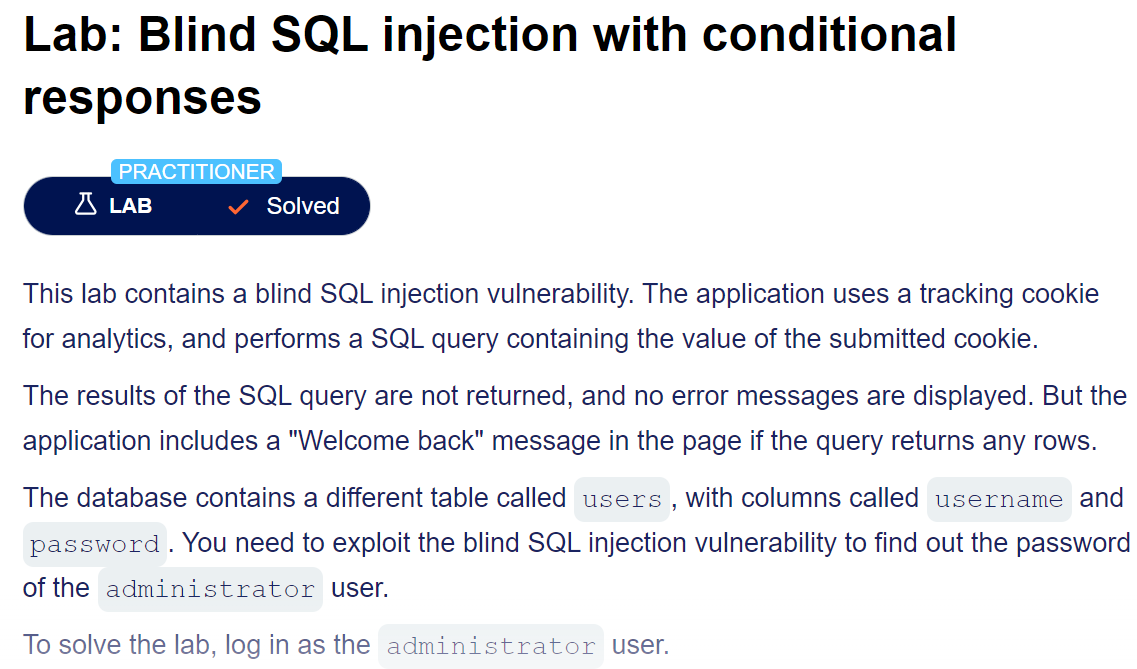 Lab: Blind SQL injection with conditional
responses
PRACTITIONER
LAB Solved
This lab contains a blind SQL injection vulnerability. The application uses a tracking cookie
for analytics, and performs a SQL query containing the value of the submitted cookie.
The results of the SQL query are not returned, and no error messages are displayed. But the
application includes a "Welcome back" message in the page if the query returns any rows.
The database contains a different table called users, with columns called username and
password. You need to exploit the blind SQL injection vulnerability to find out the password
of the administrator user.
To solve the lab, log in as the administrator user.